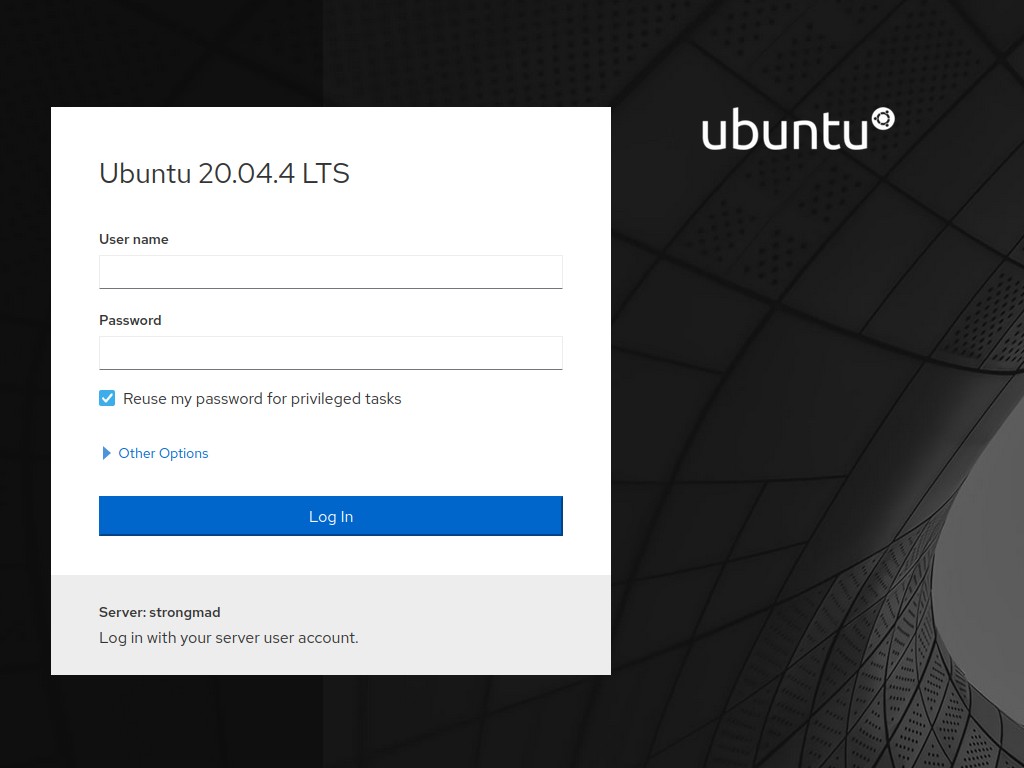 ubuntu
Ubuntu 20.04.4 LTS
User name
Password
Reuse my password for privileged tasks
Other Options
Log In
Server: strongmad
Log in with your server user account.